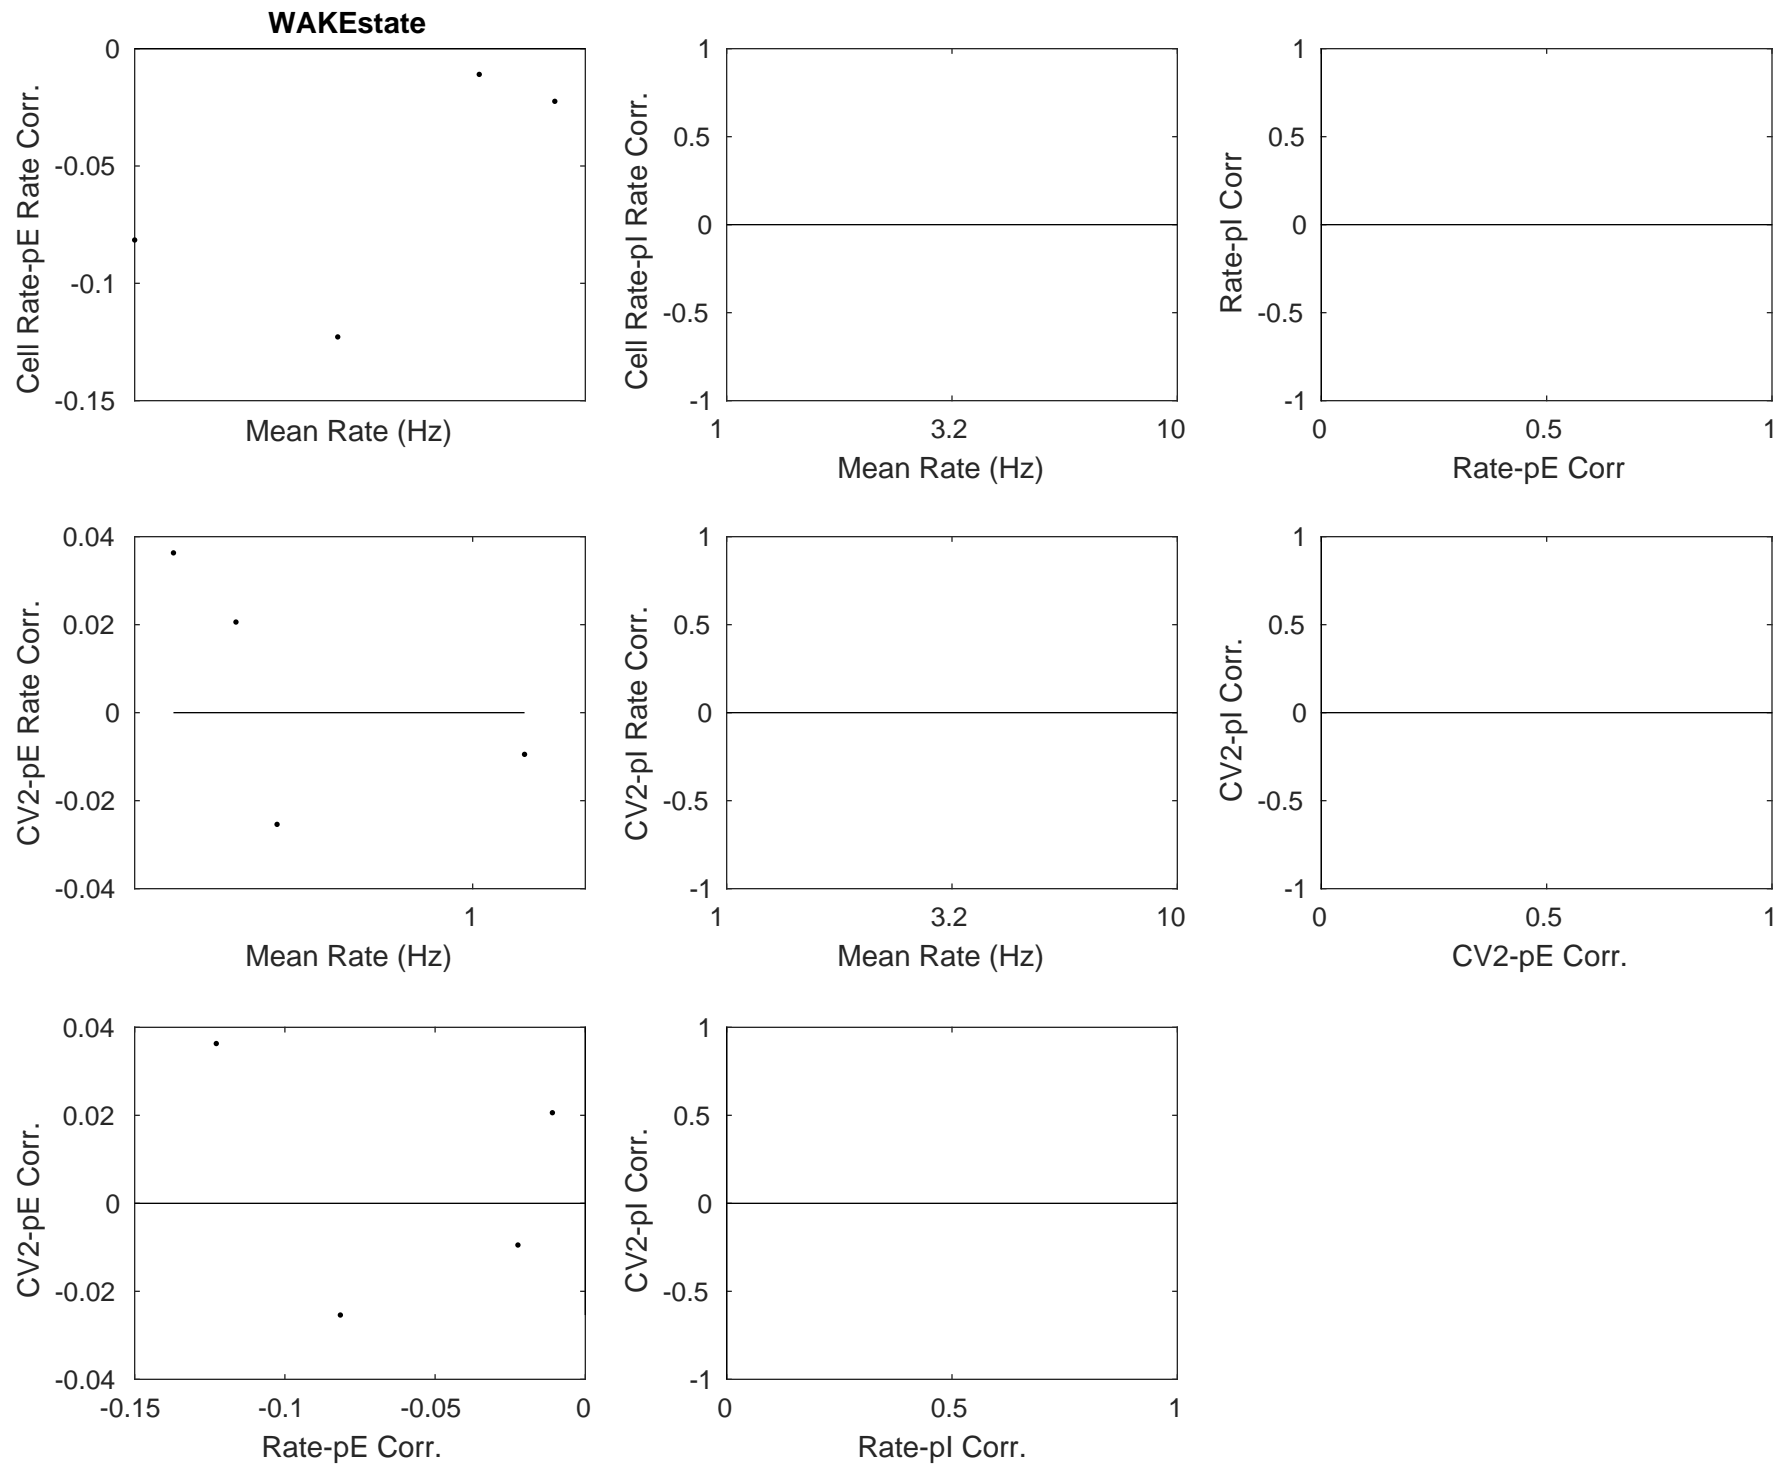 WAKEstate
0
-0.05
-0.1
-0.15
Cell Rate-pE Rate Corr.
Mean Rate (Hz)
1
0.5
0
-0.5
-1
Cell Rate-pI Rate Corr.
1 3.2 10
Mean Rate (Hz)
1
0.5
0
-0.5
-1
Rate-pI Corr
0 0.5 1
Rate-pE Corr
0.04
0.02
0
-0.02
-0.04
CV2-pE Rate Corr.
1
Mean Rate (Hz)
1
0.5
0
-0.5
-1
CV2-pI Rate Corr.
1 3.2 10
Mean Rate (Hz)
1
0.5
0
-0.5
-1
CV2-pI Corr.
0 0.5 1
CV2-pE Corr.
0.04
0.02
0
-0.02
-0.04
CV2-pE Corr.
-0.15 -0.1 -0.05 0
Rate-pE Corr.
1
0.5
0
-0.5
-1
CV2-pI Corr.
0 0.5 1
Rate-pI Corr.